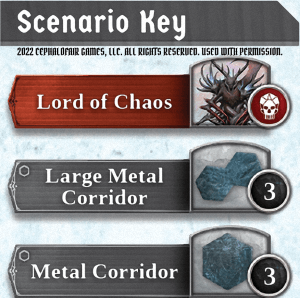 Scenario Key
2022 CEPHALOFAIR GAMES, LLC. ALL RIGHTS RESERVED. USED WITH PERMISSION.
Lord of Chaos
Large Metal
Corridor
3
Metal Corridor
3